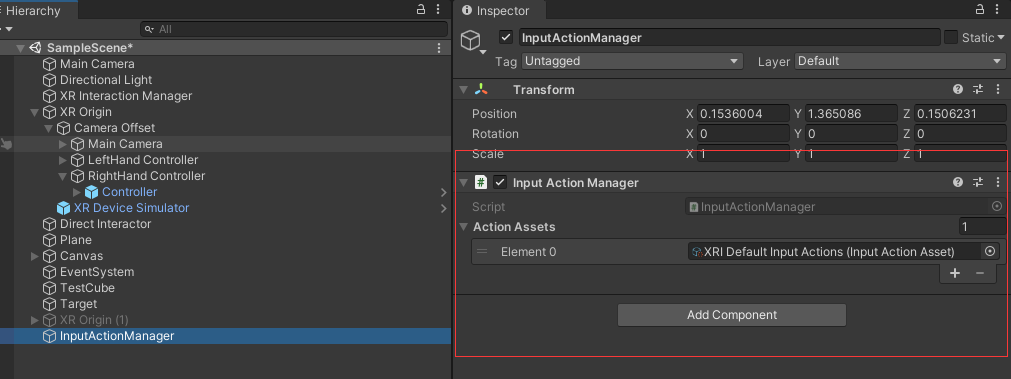 Hierarchy
All
SampleScene*
Main Camera
Directional Light
XR Interaction Manager
XR Origin
Camera Offset
Main Camera
LeftHand Controller
RightHand Controller
Controller
XR Device Simulator
Direct Interactor
Plane
Canvas
EventSystem
TestCube
Target
XR Origin (1)
InputActionManager
Inspector
InputActionManager Static
Tag Untagged Layer Default
Transform
Position X 0.1536004 Y 1.365086 Z 0.1506231
Rotation X 0 Y 0 Z 0
Scale X 1 Y 1 Z 1
# Input Action Manager
Script # InputActionManager
Action Assets 1
Element 0 XRI Default Input Actions (Input Action Asset)
+ −
Add Component